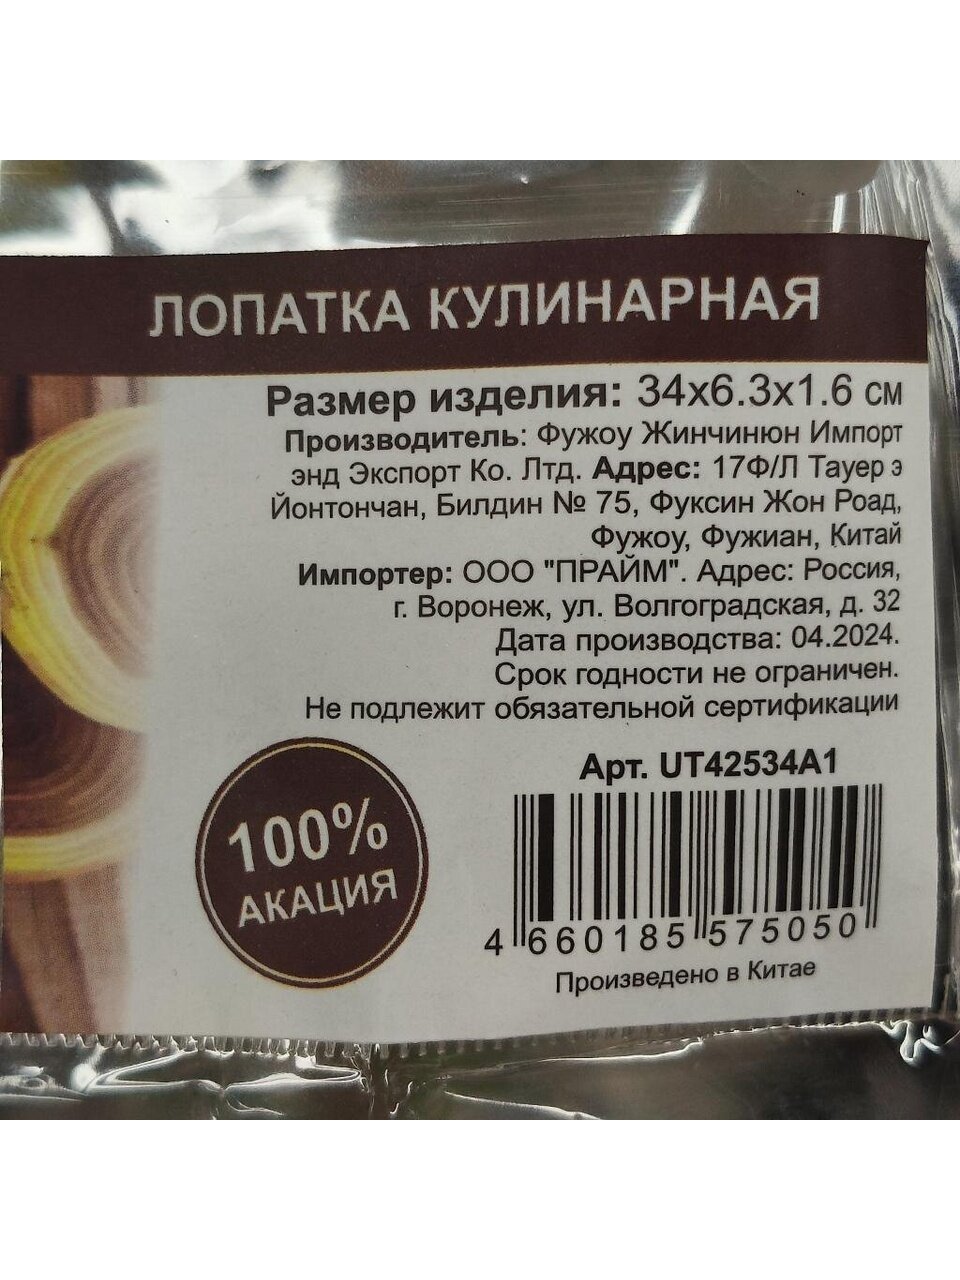 ЛОПАТКА КУЛИНАРНАЯ
Размер изделия: 34х6.3х1.6 см
Производитель: Фужоу Жинчинюн Импорт
энд Экспорт Ко. Лтд. Адрес: 17Ф/Л Тауер э
Йонтончан, Билдин № 75, Фуксин Жон Роад,
Фужоу, Фужиан, Китай
Импортер: ООО "ПРАЙМ". Адрес: Россия,
г. Воронеж, ул. Волгоградская, д. 32
Дата производства: 04.2024.
Срок годности не ограничен.
Не подлежит обязательной сертификации
100%
АКАЦИЯ
Арт. UT42534A1
4 660185 575050
Произведено в Китае